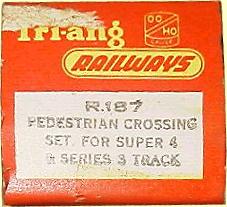 Tri-ang
OO
HO
GAUGE
RAILWAYS
R.187
PEDESTRIAN CROSSING
SET. FOR SUPER 4
& SERIES 3 TRACK